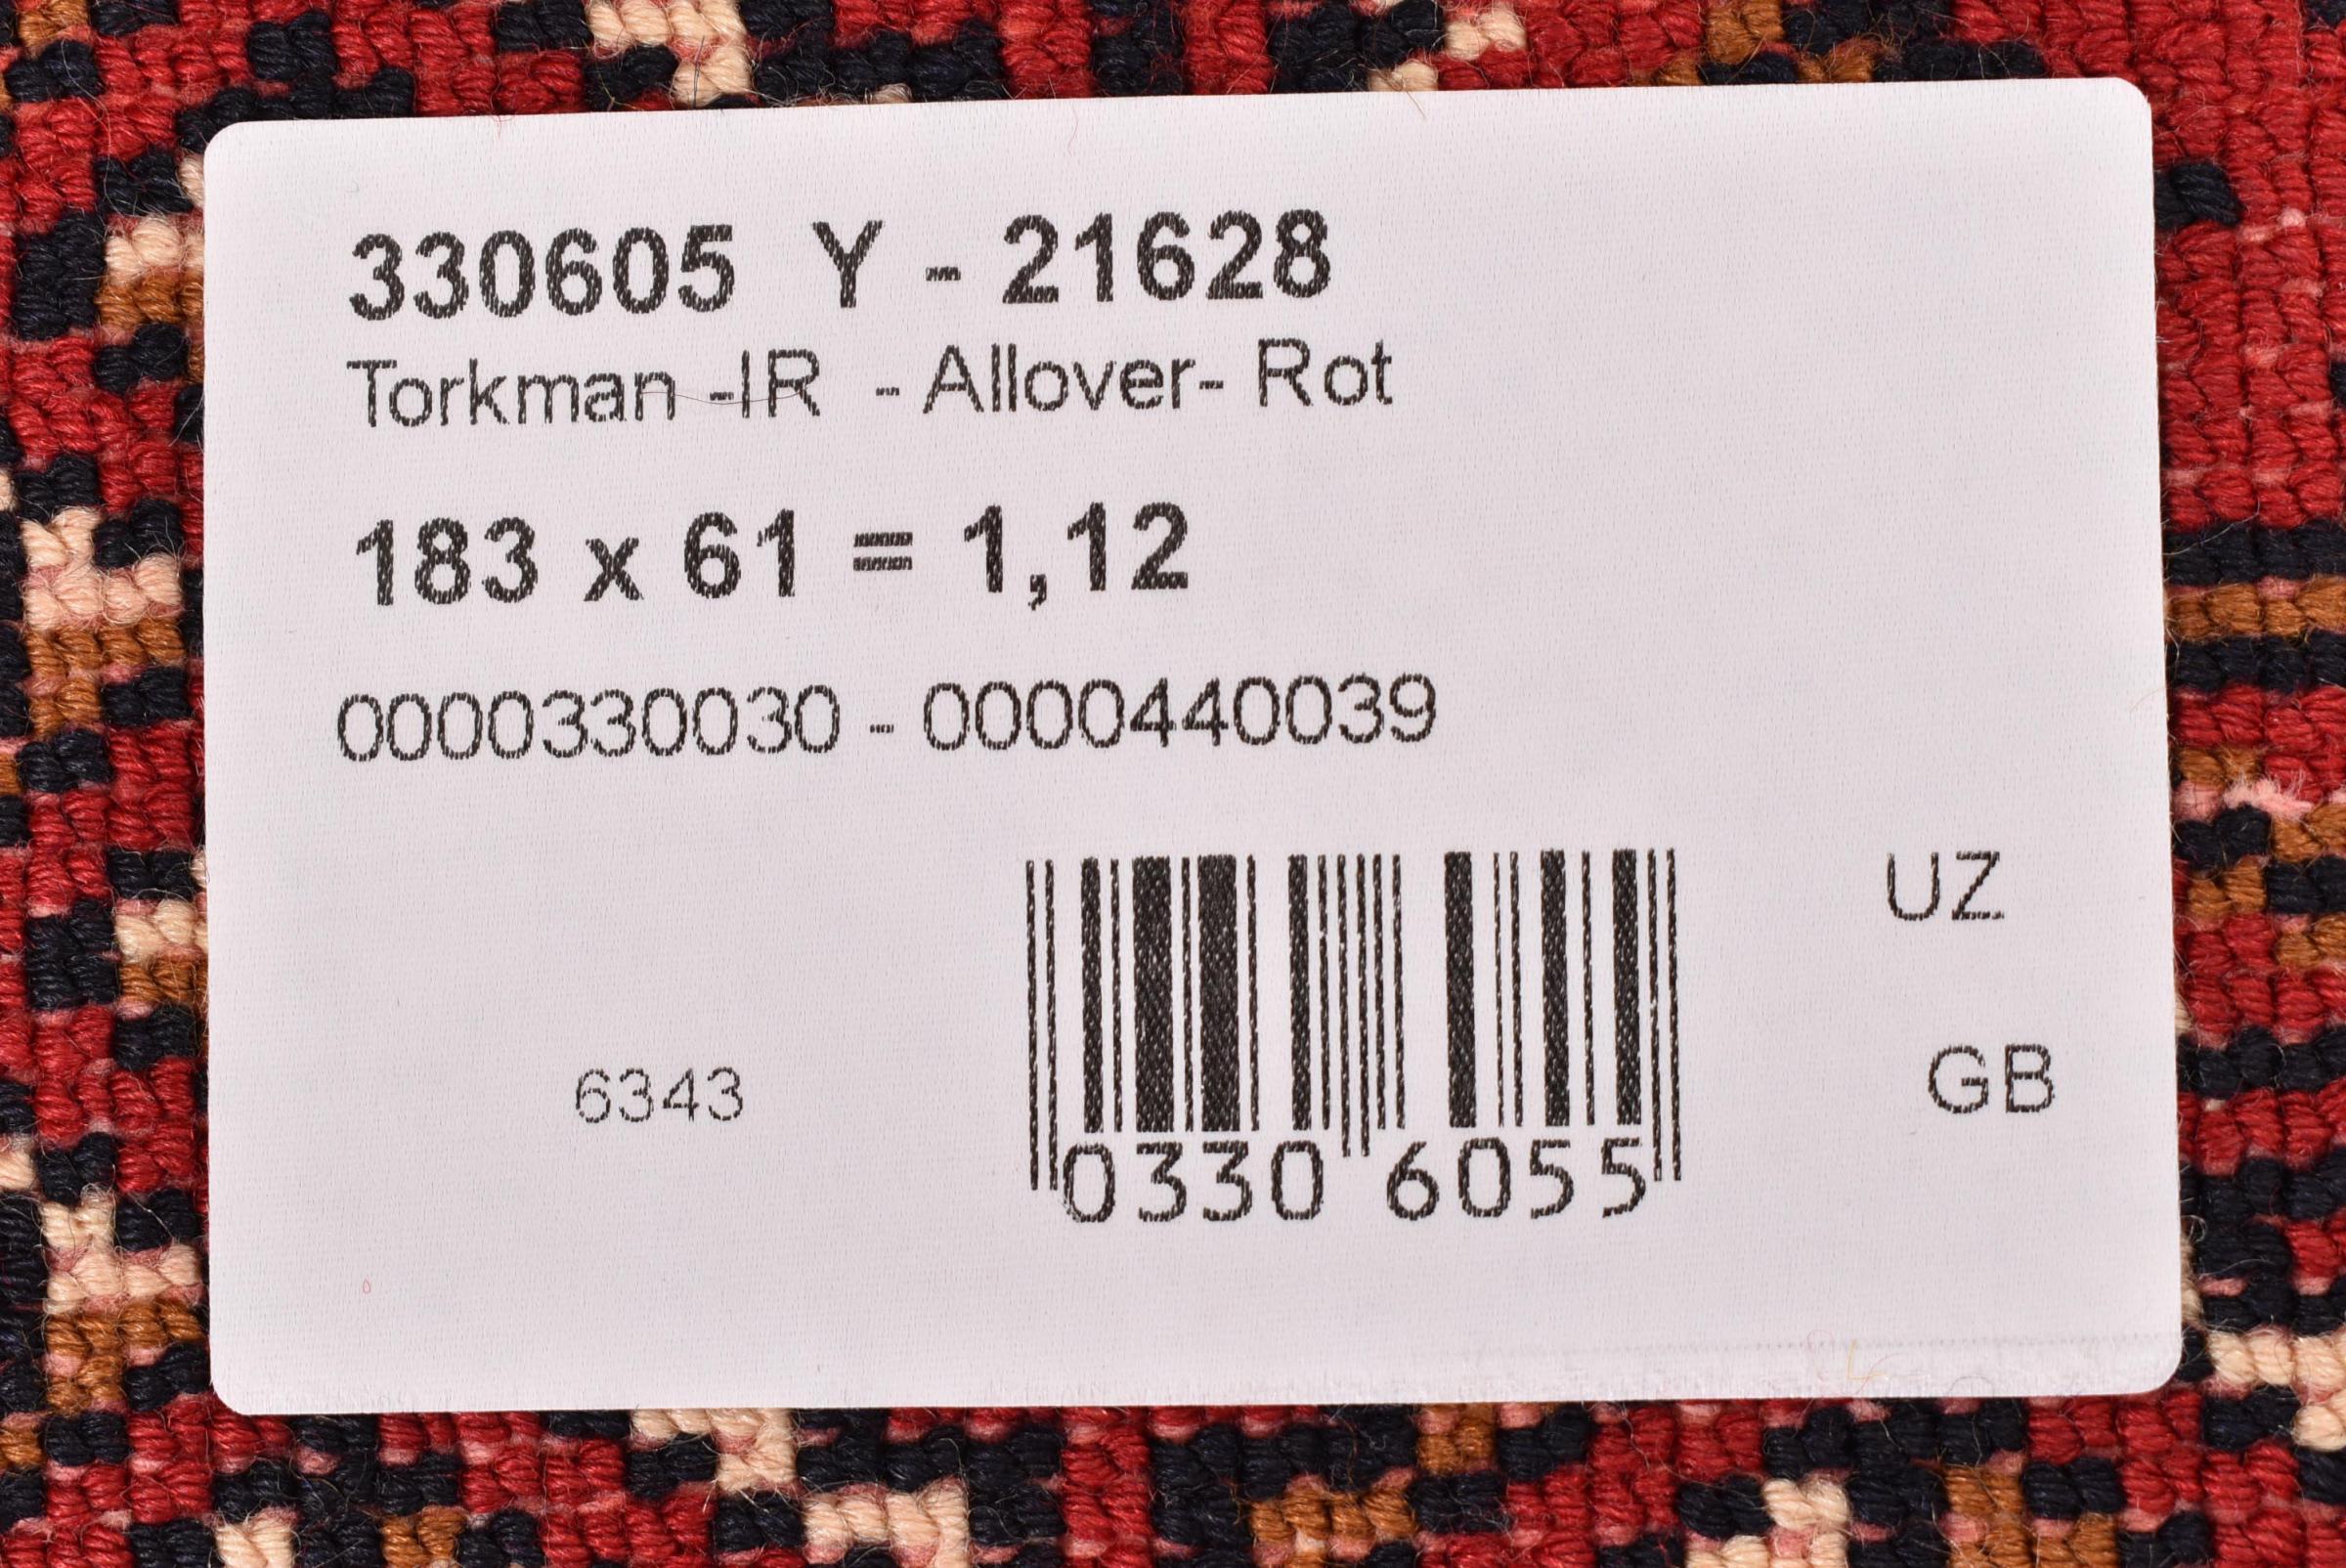 330605 Y - 21628
Torkman -IR - Allover- Rot
183 x 61 = 1,12
0000330030 - 0000440039
UZ
GB
6343
0330 6055